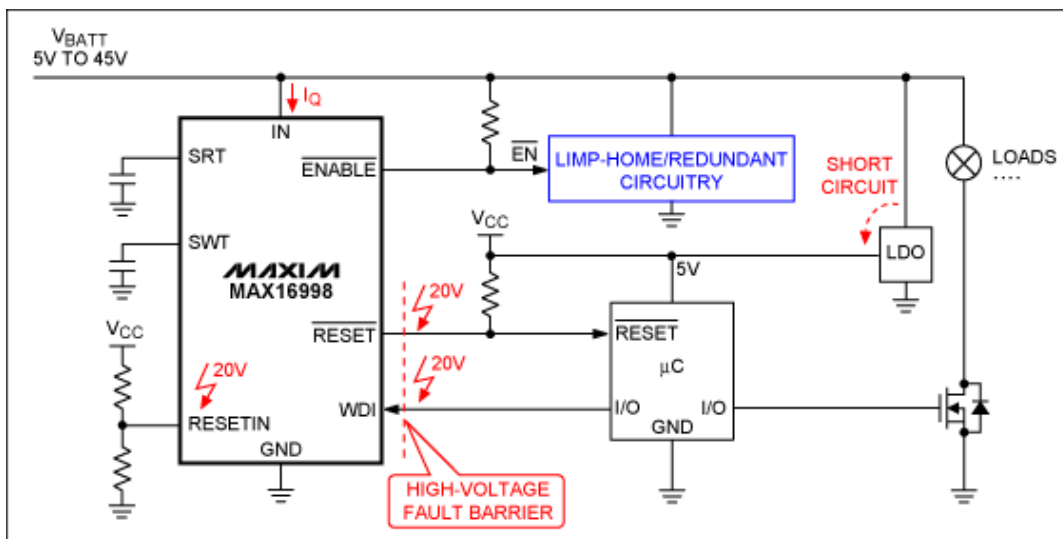 VBATT
5V TO 45V
IQ
IN
SRT
ENABLE
EN
LIMP-HOME/REDUNDANT
CIRCUITRY
SHORT
CIRCUIT
LOADS
....
SWT
VCC
LDO
MAXIM
MAX16998
5V
20V
VCC
RESET
RESET
µC
20V
20V
WDI
I/O
I/O
RESETIN
GND
GND
HIGH-VOLTAGE
FAULT BARRIER